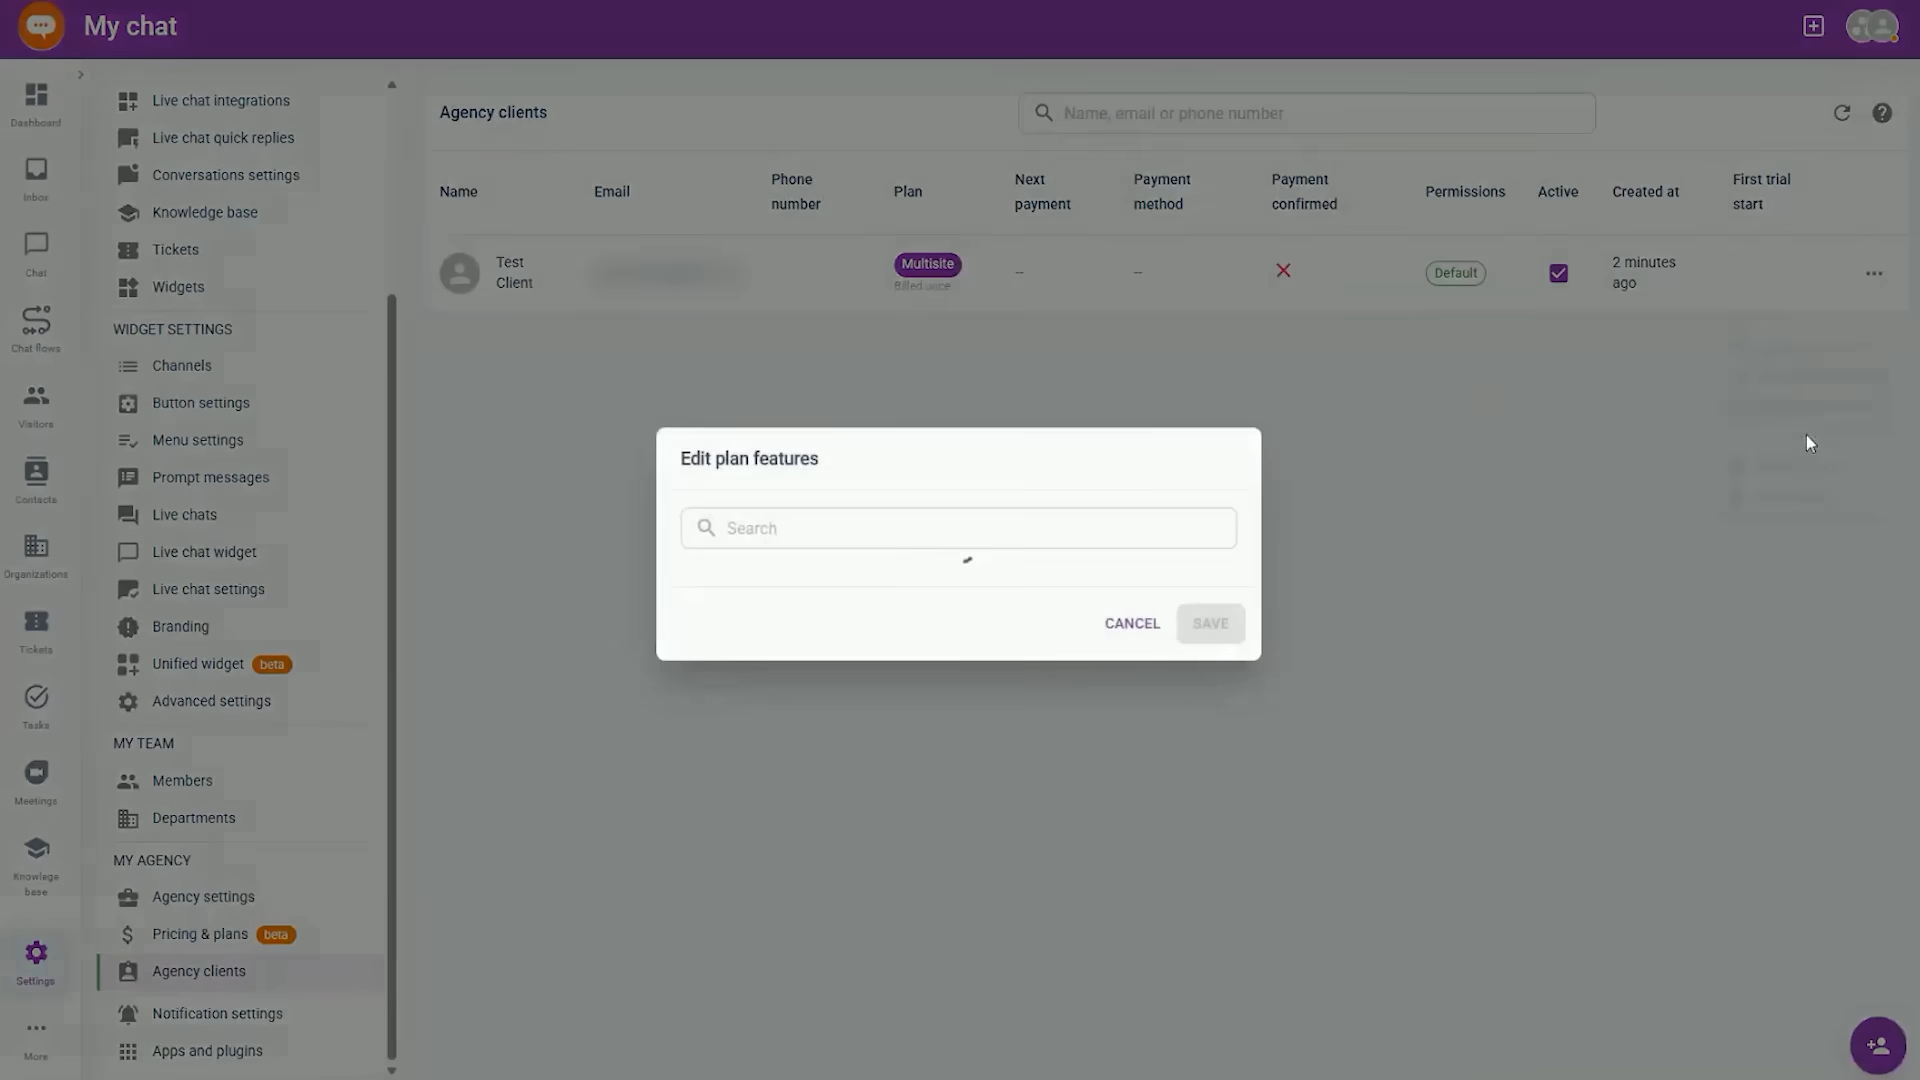 My chat
Dashboard
Inbox
Chat
Chat flows
Visitors
Contacts
Organizations
Tickets
Tasks
Meetings
Knowlege
base
Settings
More
Live chat integrations
Live chat quick replies
Conversations settings
Knowledge base
Tickets
Widgets
WIDGET SETTINGS
Channels
Button settings
Menu settings
Prompt messages
Live chats
Live chat widget
Live chat settings
Branding
Unified widget beta
Advanced settings
MY TEAM
Members
Departments
MY AGENCY
Agency settings
Pricing & plans beta
Agency clients
Notification settings
Apps and plugins
Agency clients
Name, email or phone number
Name
Email
Phone
number
Plan
Next
payment
Payment
method
Payment
confirmed
Permissions
Active
Created at
First trial
start
Test
Client
Multisite
Billed once
--
--
Default
2 minutes
ago
Edit plan features
Search
CANCEL
SAVE